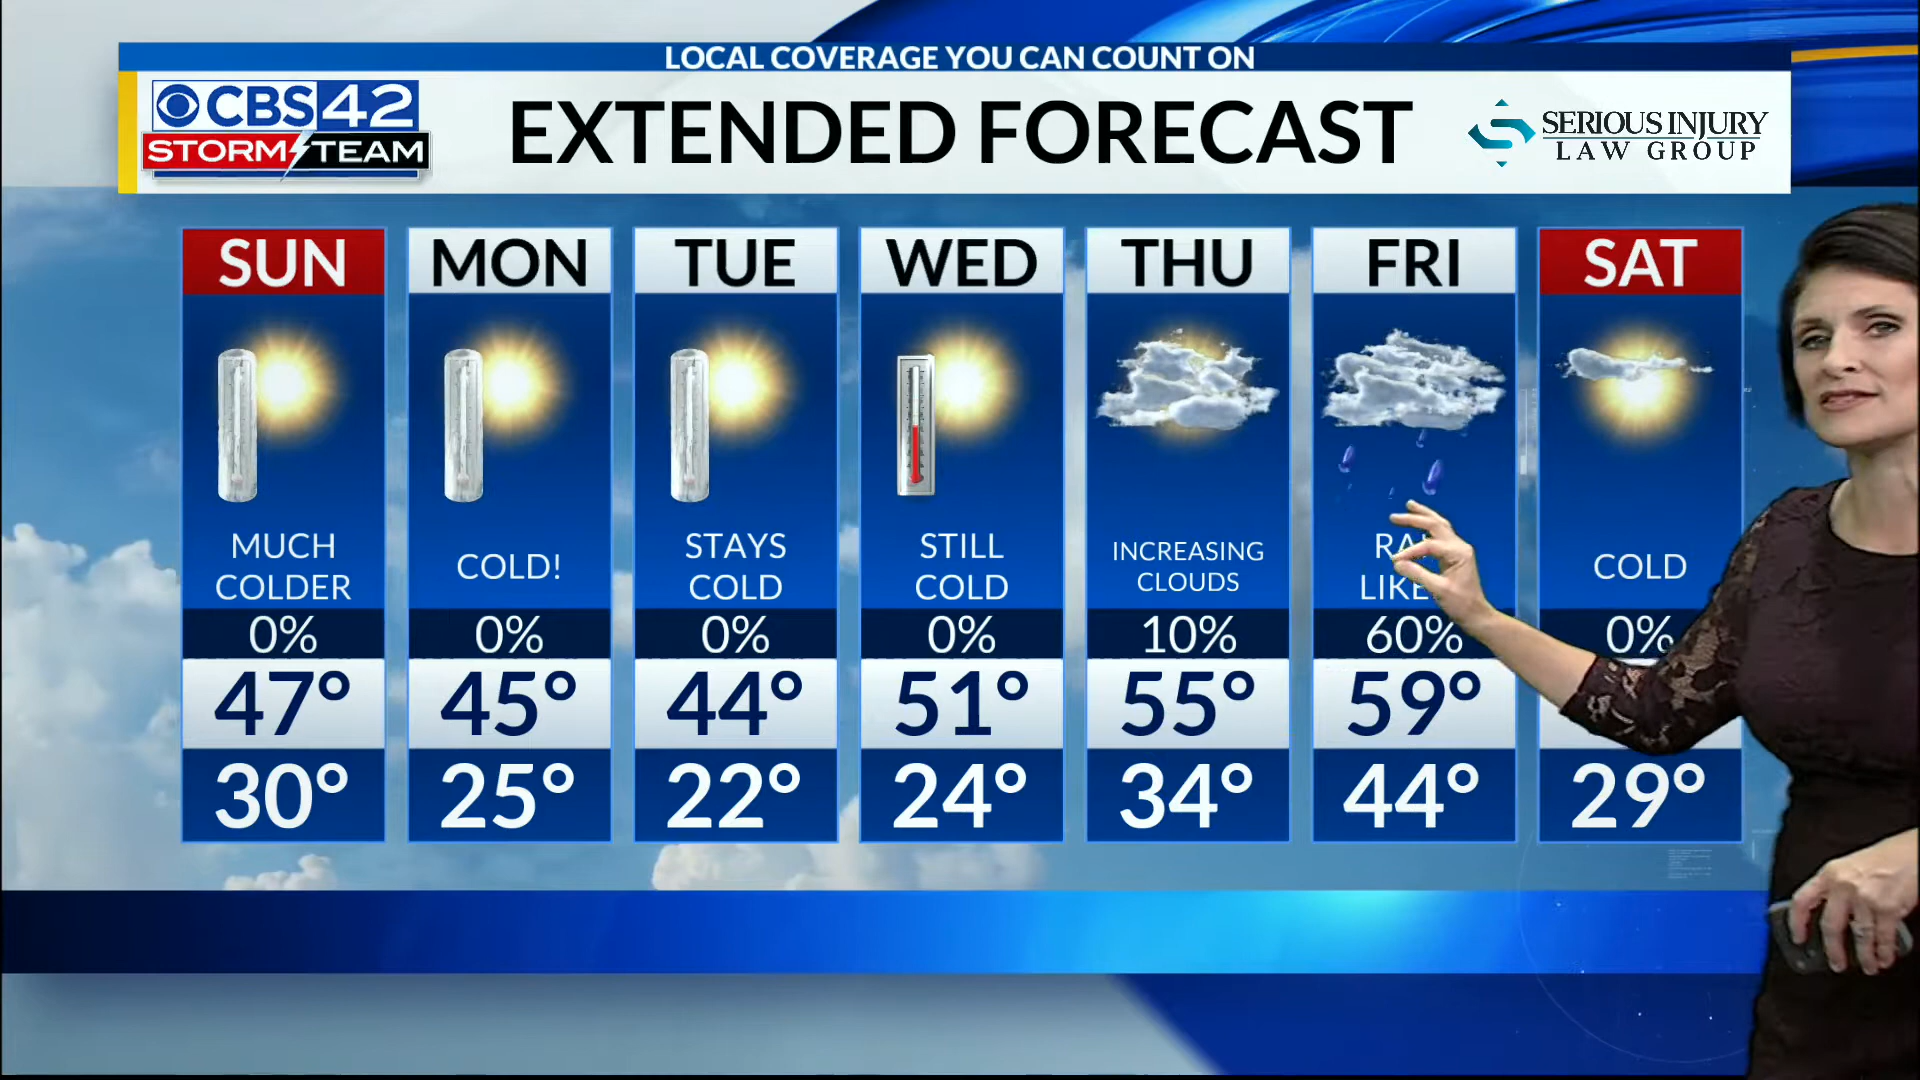 LOCAL COVERAGE YOU CAN COUNT ON
CBS 42
STORM TEAM
EXTENDED FORECAST
SERIOUS INJURY
LAW GROUP
SUN
MUCH
COLDER
0%
47°
30°
MON
COLD!
0%
45°
25°
TUE
STAYS
COLD
0%
44°
22°
WED
STILL
COLD
0%
51°
24°
THU
INCREASING
CLOUDS
10%
55°
34°
FRI
60%
59°
44°
SAT
COLD
0%
29°